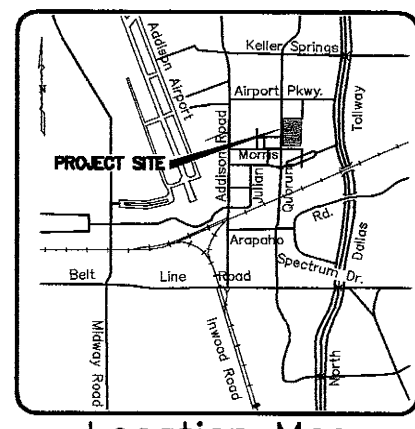 Keller Springs
Addison Airport
Airport Pkwy.
Tollway
Addison Road
PROJECT SITE
Morris
Julian
Quorum
Rd.
Arapaho
Dallas
Spectrum Dr.
Belt Line Road
Midway Road
Inwood Road
North
Location Map